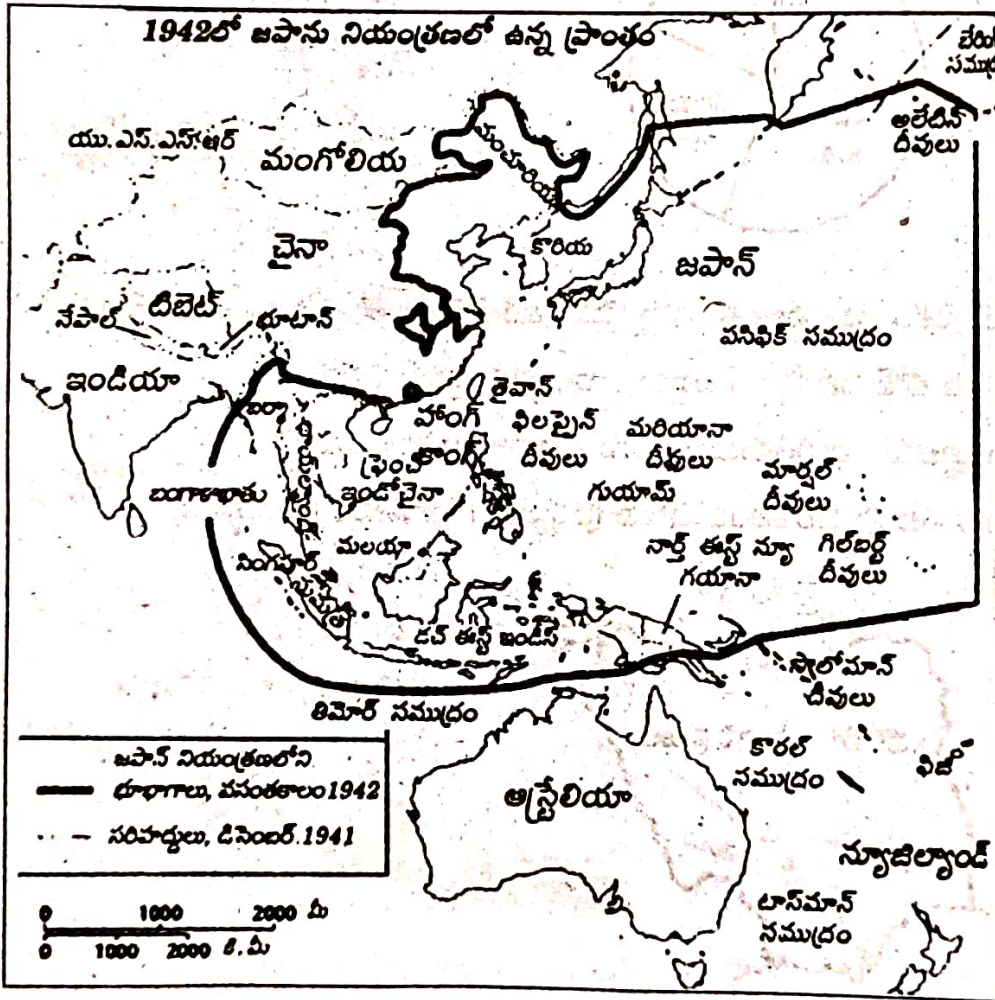 1942లో జపాను నియంత్రణలో ఉన్న ప్రాంతం
యు.ఎస్.ఎస్.ఆర్
మంగోలియ
మంచూరియా
అలేటిన్
దీవులు
చైనా
కొరియ
జపాన్
టిబెట్
నేపాల్
భూటాన్
పసిఫిక్ సముద్రం
ఇండియా
బర్మా
తైవాన్
హాంగ్
కాంగ్
ఫిలప్పైన్
దీవులు
మరియానా
దీవులు
ఫ్రెంచ్
ఇండోచైనా
గుయామ్
మార్షల్
దీవులు
బంగాళాఖాతు
మలయా
సింగపూర్
నార్త్ ఈస్ట్ న్యూ
గయానా
గిల్‌బర్ట్
దీవులు
డచ్ ఈస్ట్ ఇండీస్
సాలోమాన్
దీవులు
తిమోర్ సముద్రం
జపాన్ నియంత్రణలోని
భూభాగాలు, వసంతకాలం 1942
సరిహద్దులు, డిసెంబర్.1941
ఆస్ట్రేలియా
కొరల్
సముద్రం
ఫిజీ
న్యూజిల్యాండ్
టాస్‌మాన్
సముద్రం
0 1000 2000 మీ
0 1000 2000 కి.మీ